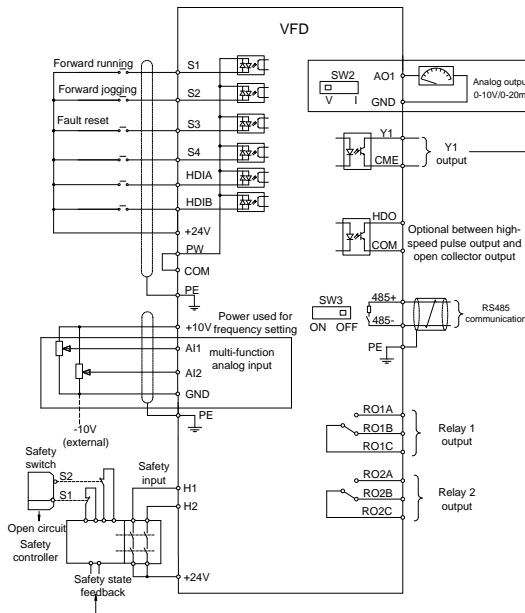 VFD
Forward running
S1
Forward jogging
S2
Fault reset
S3
S4
HDIA
HDIB
+24V
PW
COM
PE
SW2
V I
AO1
GND
Analog output
0-10V/0-20m
Y1
CME
Y1
output
HDO
COM
Optional between high-
speed pulse output and
open collector output
SW3
ON OFF
485+
485-
PE
RS485
communication
+10V
Power used for
frequency setting
AI1
multi-function
analog input
AI2
GND
PE
-10V
(external)
RO1A
RO1B
RO1C
Relay 1
output
RO2A
RO2B
RO2C
Relay 2
output
Safety
switch
S2
S1
Open circuit
Safety
controller
Safety
input
H1
H2
+24V
Safety state
feedback